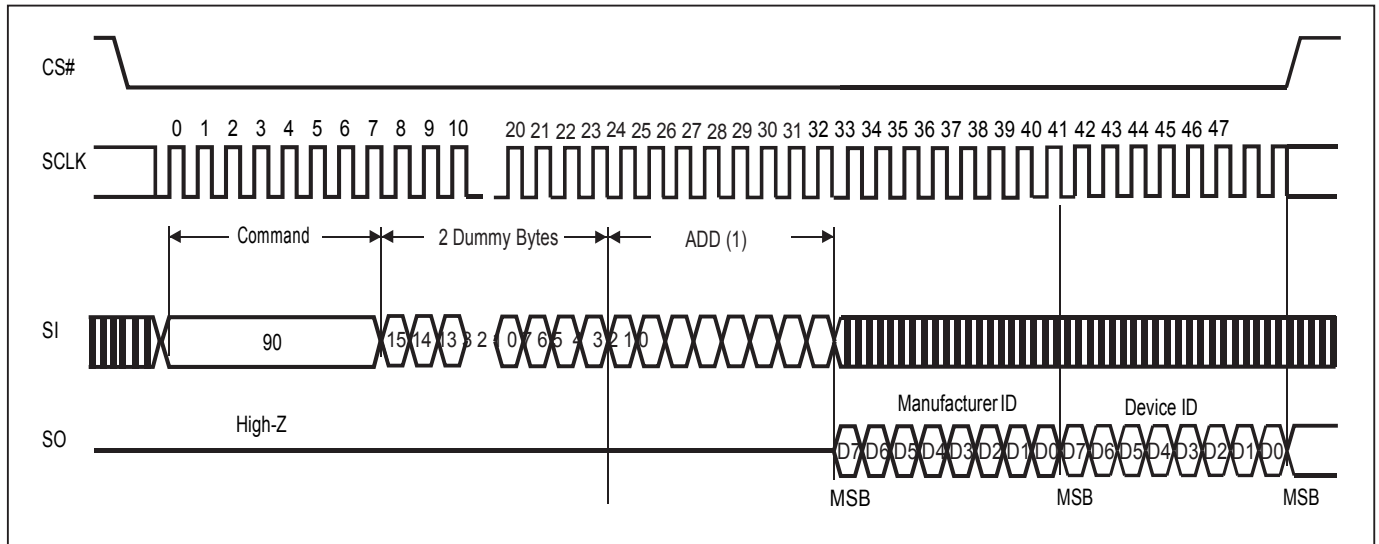 CS#
0 1 2 3 4 5 6 7 8 9 10 20 21 22 23 24 25 26 27 28 29 30 31 32 33 34 35 36 37 38 39 40 41 42 43 44 45 46 47
SCLK
Command 2 Dummy Bytes ADD (1)
SI
90 15 14 13 3 2 1 0 7 6 5 4 3 2 1 0
Manufacturer ID Device ID
High-Z
SO
D7 D6 D5 D4 D3 D2 D1 D0 D7 D6 D5 D4 D3 D2 D1 D0
MSB MSB MSB